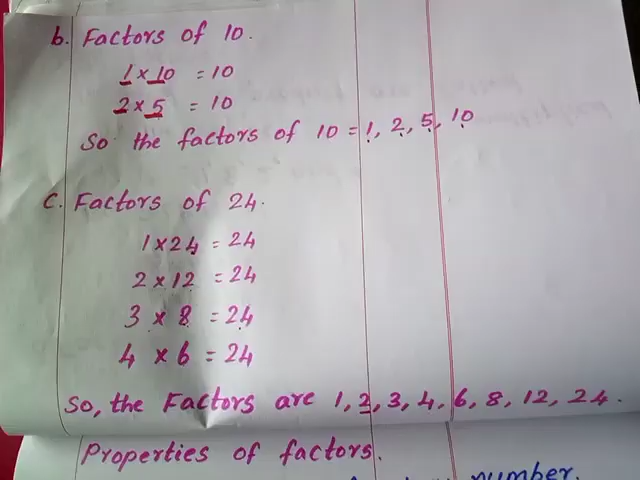 b. Factors of 10.
1 x 10 = 10
2 x 5 = 10
So the factors of 10 = 1, 2, 5, 10
C. Factors of 24.
1 x 24 = 24
2 x 12 = 24
3 x 8 = 24
4 x 6 = 24
So, the Factors are 1, 2, 3, 4, 6, 8, 12, 24.
Properties of factors.
number.